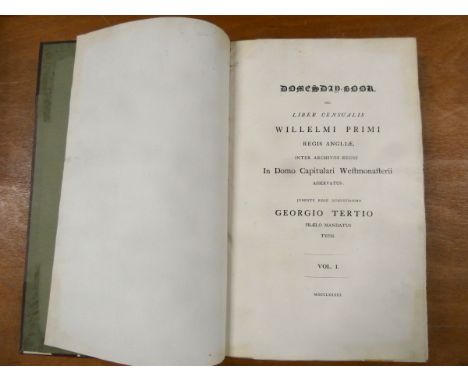 DOMESDAY-BOOK,
SEU
LIBER CENSUALIS
WILLELMI PRIMI
REGIS ANGLIÆ,
INTER ARCHIVOS REGNI
In Domo Capitulari Weſtmonaſterii
ASSERVATUS.
JUBENTE REGE AUGUSTISSIMO
GEORGIO TERTIO
PRÆLO MANDATUS
TYPIS.
VOL. I.
MDCCLXXXIII